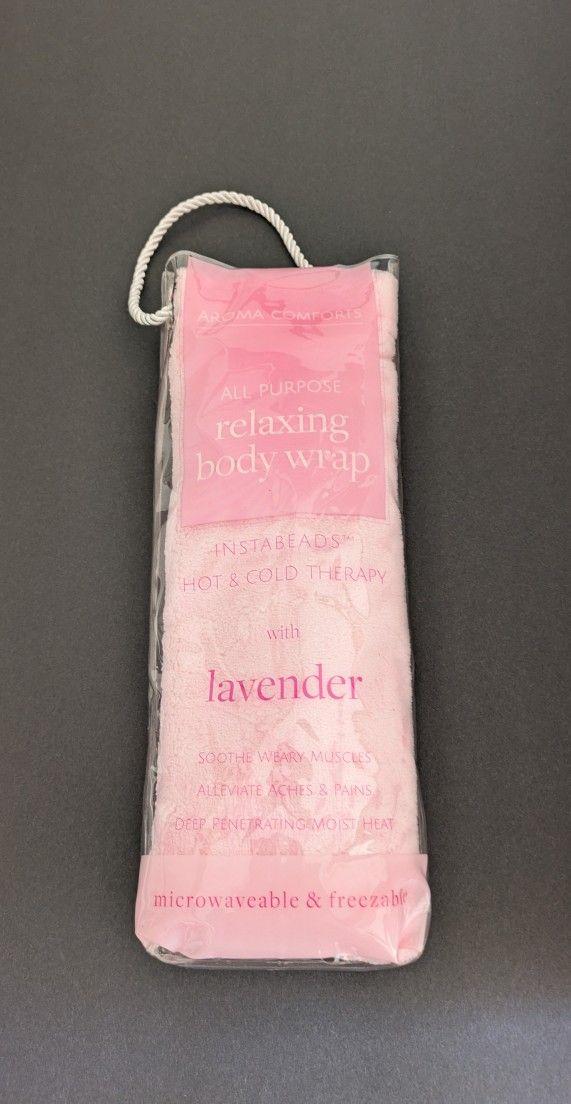 AROMA COMFORTS
ALL PURPOSE
relaxing
body wrap
INSTABEADS™
HOT & COLD THERAPY
with
lavender
SOOTHE WEARY MUSCLES
ALLEVIATE ACHES & PAINS
DEEP PENETRATING MOIST HEAT
microwaveable & freezable